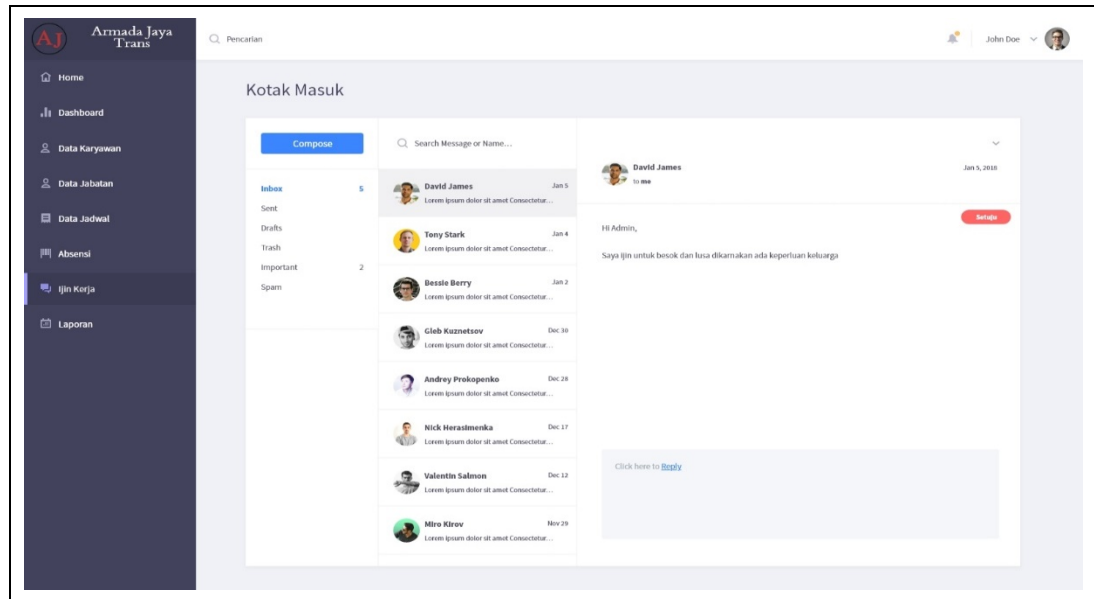 AJ
Armada Jaya
Trans
Pencarian
John Doe
Home
Dashboard
Data Karyawan
Data Jabatan
Data Jadwal
Absensi
Ijin Kerja
Laporan
Kotak Masuk
Compose
Inbox 5
Sent
Drafts
Trash
Important 2
Spam
Search Message or Name...
David James Jan 5
Lorem ipsum dolor sit amet Consectetur...
Tony Stark Jan 4
Lorem ipsum dolor sit amet Consectetur...
Bessie Berry Jan 2
Lorem ipsum dolor sit amet Consectetur...
Gleb Kuznetsov Dec 30
Lorem ipsum dolor sit amet Consectetur...
Andrey Prokopenko Dec 28
Lorem ipsum dolor sit amet Consectetur...
Nick Herasimenka Dec 17
Lorem ipsum dolor sit amet Consectetur...
Valentin Salmon Dec 12
Lorem ipsum dolor sit amet Consectetur...
Miro Kirov Nov 29
Lorem ipsum dolor sit amet Consectetur...
David James Jan 5, 2018
to me
Setuju
Hi Admin,
Saya ijin untuk besok dan lusa dikarnakan ada keperluan keluarga
Click here to Reply